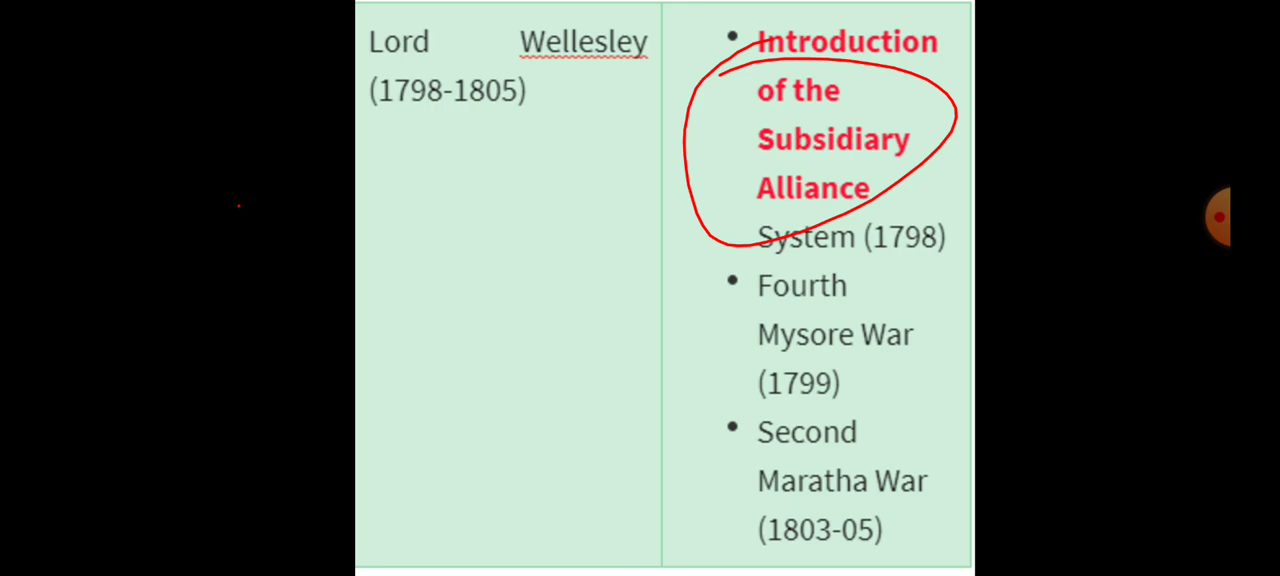 Lord Wellesley
(1798-1805)
• Introduction
of the
Subsidiary
Alliance
System (1798)
• Fourth
Mysore War
(1799)
• Second
Maratha War
(1803-05)